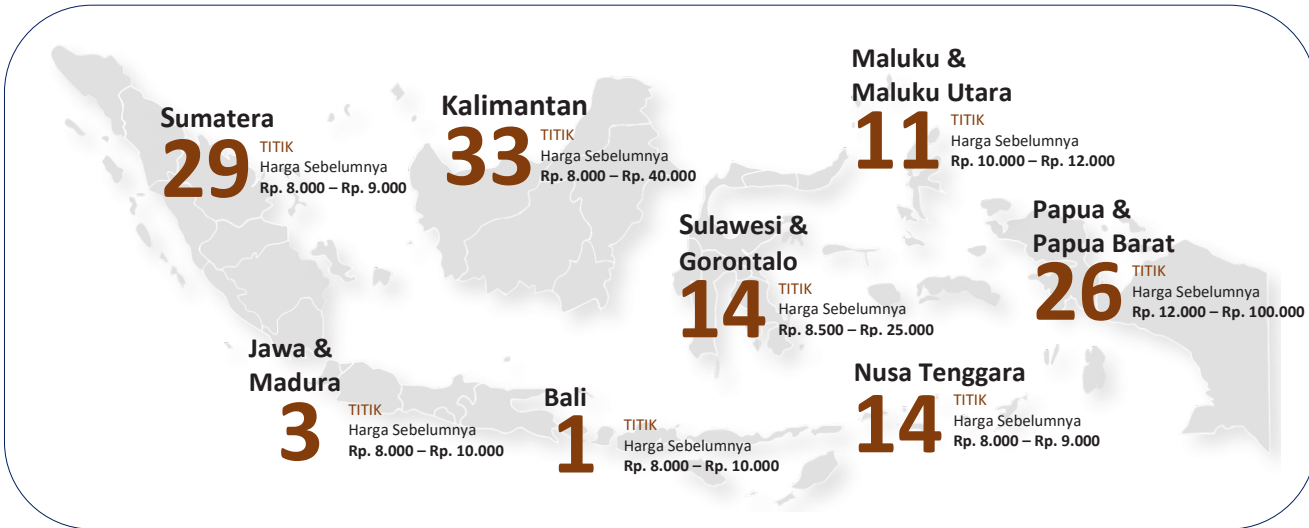 Sumatera
29
TITIK
Harga Sebelumnya
Rp. 8.000 – Rp. 9.000
Kalimantan
33
TITIK
Harga Sebelumnya
Rp. 8.000 – Rp. 40.000
Maluku &
Maluku Utara
11
TITIK
Harga Sebelumnya
Rp. 10.000 – Rp. 12.000
Sulawesi &
Gorontalo
14
TITIK
Harga Sebelumnya
Rp. 8.500 – Rp. 25.000
Papua &
Papua Barat
26
TITIK
Harga Sebelumnya
Rp. 12.000 – Rp. 100.000
Jawa &
Madura
3
TITIK
Harga Sebelumnya
Rp. 8.000 – Rp. 10.000
Bali
1
TITIK
Harga Sebelumnya
Rp. 8.000 – Rp. 10.000
Nusa Tenggara
14
TITIK
Harga Sebelumnya
Rp. 8.000 – Rp. 9.000